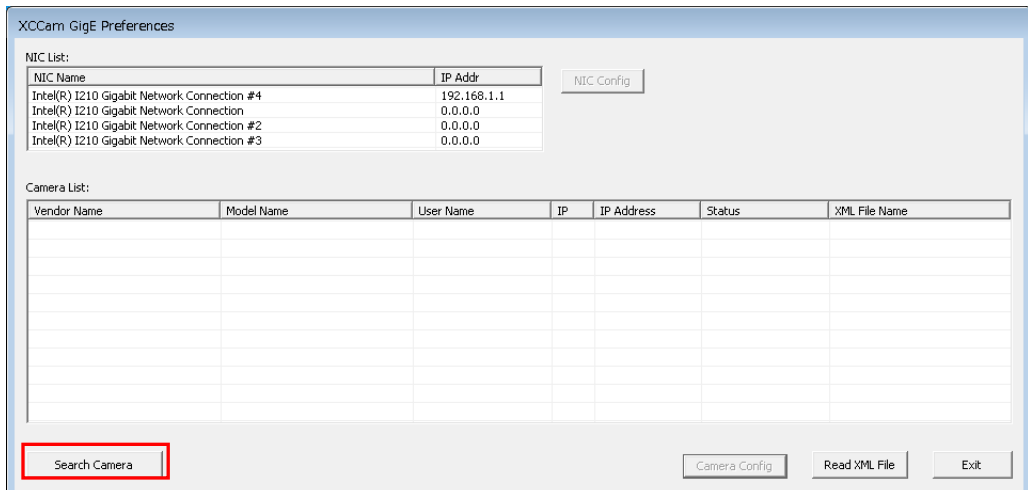 XCCam GigE Preferences
NIC List:
NIC Name IP Addr
NIC Config
Intel(R) I210 Gigabit Network Connection #4 192.168.1.1
Intel(R) I210 Gigabit Network Connection 0.0.0.0
Intel(R) I210 Gigabit Network Connection #2 0.0.0.0
Intel(R) I210 Gigabit Network Connection #3 0.0.0.0
Camera List:
Vendor Name Model Name User Name IP IP Address Status XML File Name
Search Camera Camera Config Read XML File Exit